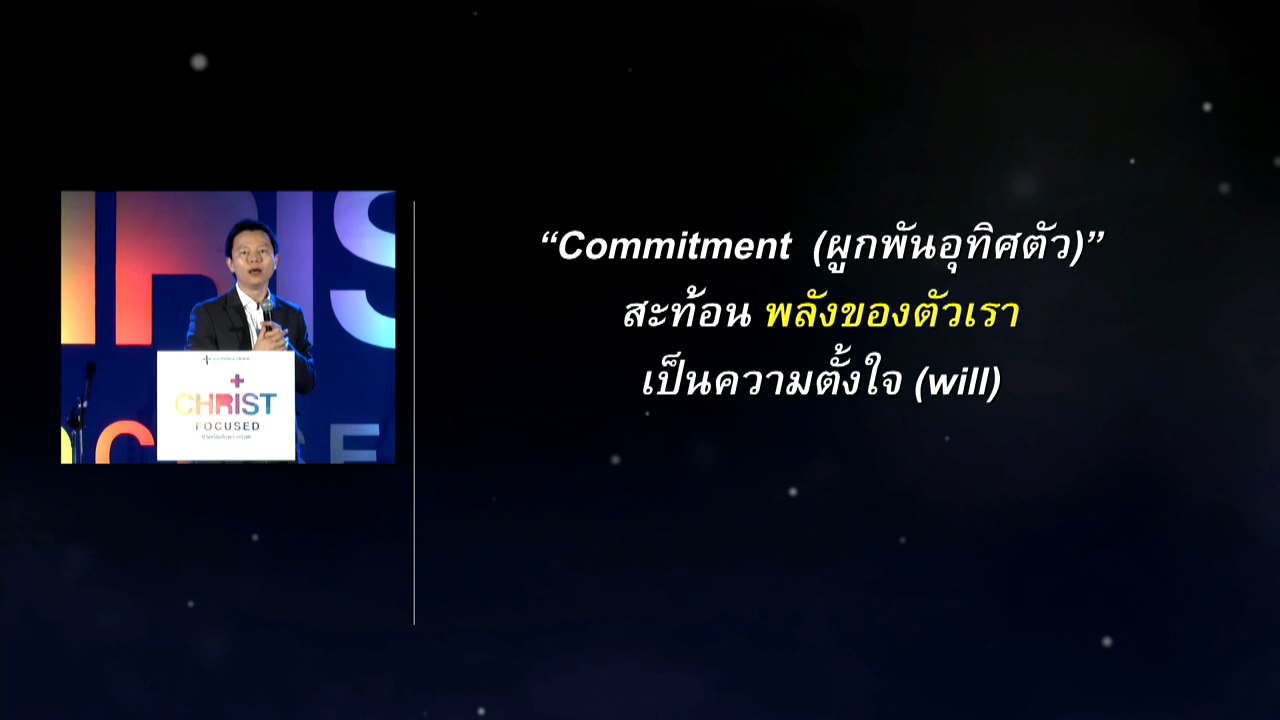 “Commitment (ผูกพันอุทิศตัว)”
สะท้อน พลังของตัวเรา
เป็นความตั้งใจ (will)
CHRIST
FOCUSED